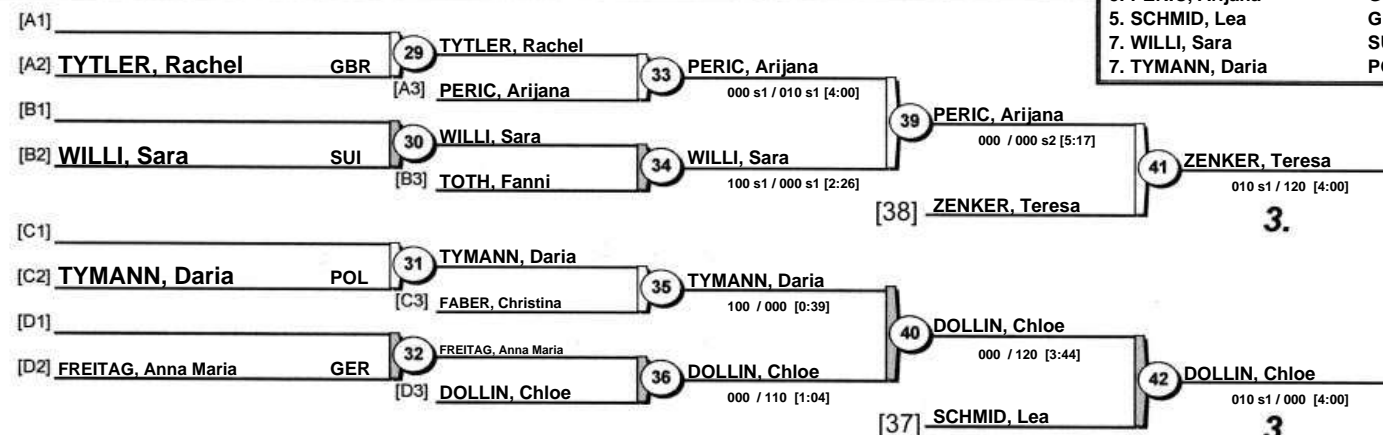 5. SCHMID, Lea G
7. WILLI, Sara SU
7. TYMANN, Daria PO
[A1]
[A2] TYTLER, Rachel GBR
29
TYTLER, Rachel
[A3] PERIC, Arijana
33
PERIC, Arijana
000 s1 / 010 s1 [4:00]
[B1]
[B2] WILLI, Sara SUI
30
WILLI, Sara
[B3] TOTH, Fanni
34
WILLI, Sara
100 s1 / 000 s1 [2:26]
39
PERIC, Arijana
000 / 000 s2 [5:17]
[38] ZENKER, Teresa
41
ZENKER, Teresa
010 s1 / 120 [4:00]
3.
[C1]
[C2] TYMANN, Daria POL
31
TYMANN, Daria
[C3] FABER, Christina
35
TYMANN, Daria
100 / 000 [0:39]
[D1]
[D2] FREITAG, Anna Maria GER
32
FREITAG, Anna Maria
[D3] DOLLIN, Chloe
36
DOLLIN, Chloe
000 / 110 [1:04]
40
DOLLIN, Chloe
000 / 120 [3:44]
[37] SCHMID, Lea
42
DOLLIN, Chloe
010 s1 / 000 [4:00]
3